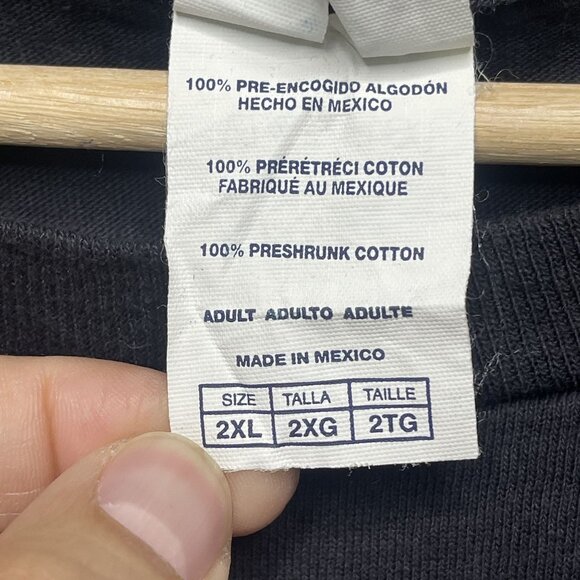 100% PRE-ENCOGIDO ALGODÓN
HECHO EN MEXICO
100% PRÉRÉTRÉCI COTON
FABRIQUÉ AU MEXIQUE
100% PRESHRUNK COTTON
ADULT ADULTO ADULTE
MADE IN MEXICO
SIZE TALLA TAILLE
2XL 2XG 2TG